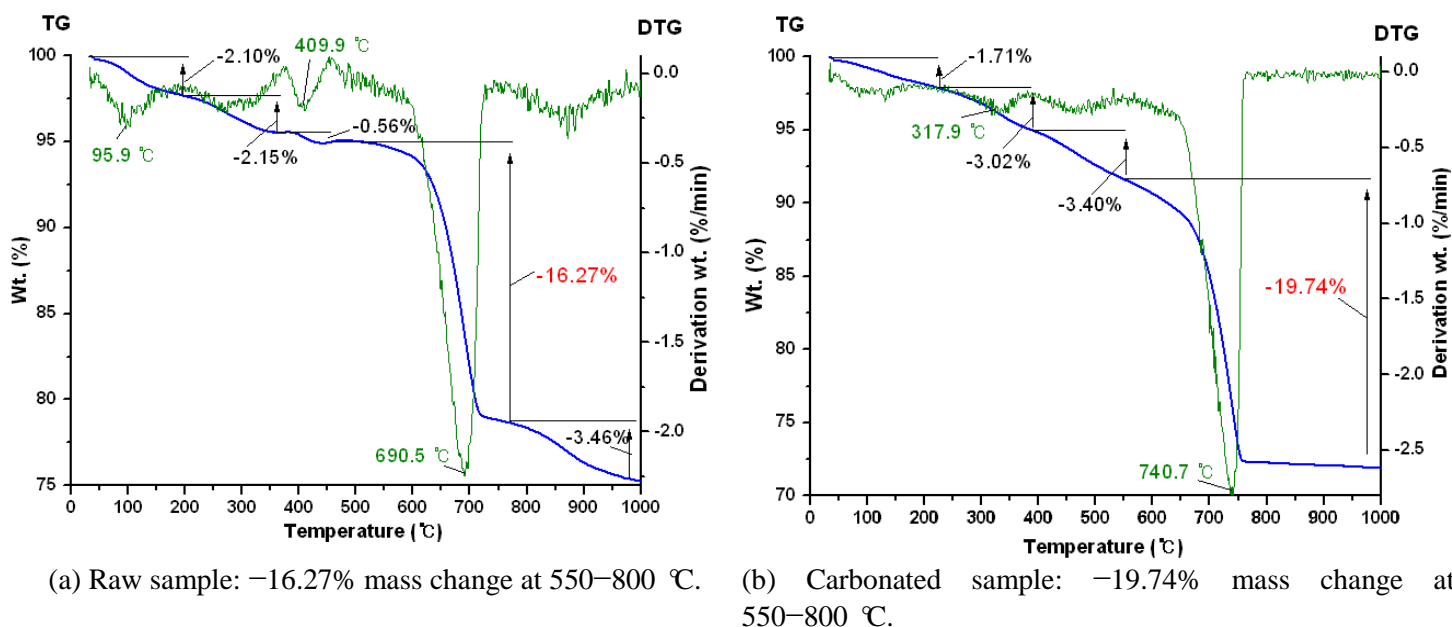 TG
DTG
100
95
90
85
80
75
Wt. (%)
0.0
-0.5
-1.0
-1.5
-2.0
Derivation wt. (%/min)
-2.10%
409.9 ℃
95.9 ℃
-2.15%
-0.56%
-16.27%
690.5 ℃
-3.46%
0 100 200 300 400 500 600 700 800 900 1000
Temperature (℃)
(a) Raw sample: −16.27% mass change at 550−800 ℃.
TG
DTG
100
95
90
85
80
75
70
Wt. (%)
0.0
-0.5
-1.0
-1.5
-2.0
-2.5
Derivation wt. (%/min)
-1.71%
317.9 ℃
-3.02%
-3.40%
-19.74%
740.7 ℃
0 100 200 300 400 500 600 700 800 900 1000
Temperature (℃)
(b) Carbonated sample: −19.74% mass change at
550−800 ℃.